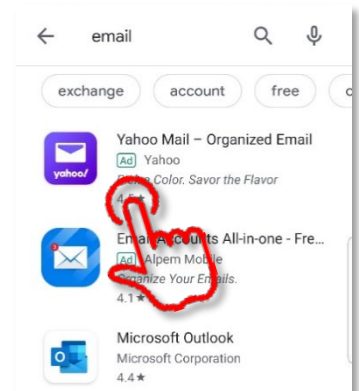 email
exchange
account
free
Yahoo Mail – Organized Email
yahoo!
Ad Yahoo
Color. Savor the Flavor
Email Accounts All-in-one - Fre...
Ad Alpem Mobile
Organize Your Emails.
4.1★
Microsoft Outlook
Microsoft Corporation
4.4★